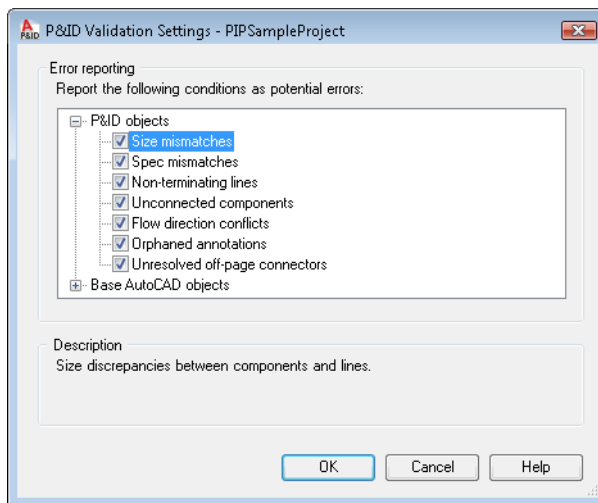 A P&ID
P&ID Validation Settings - PIPSampleProject
Error reporting
Report the following conditions as potential errors:
P&ID objects
Size mismatches
Spec mismatches
Non-terminating lines
Unconnected components
Flow direction conflicts
Orphaned annotations
Unresolved off-page connectors
Base AutoCAD objects
Description
Size discrepancies between components and lines.
OK Cancel Help